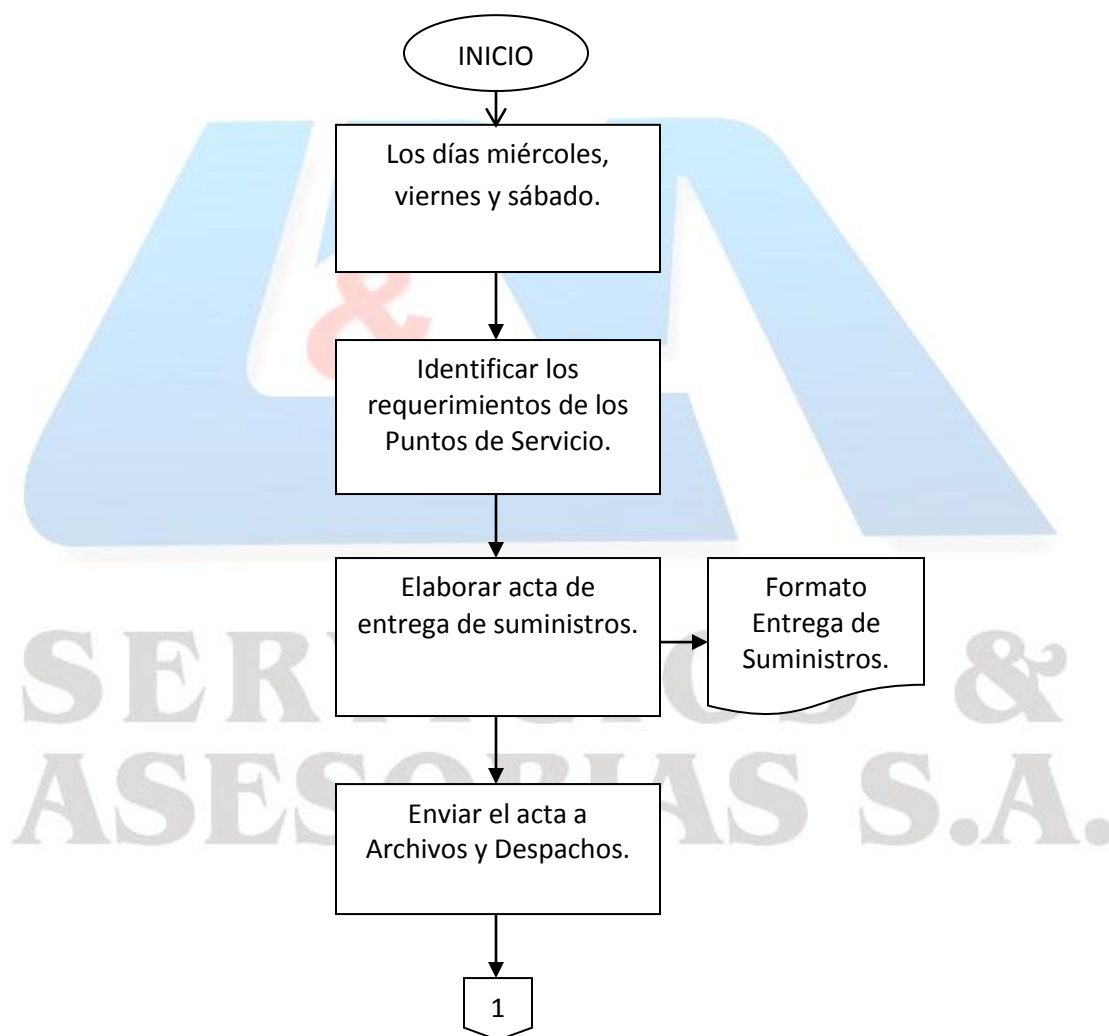 INICIO
Los días miércoles,
viernes y sábado.
Identificar los
requerimientos de los
Puntos de Servicio.
Elaborar acta de
entrega de suministros.
Formato
Entrega de
Suministros.
SERVICIOS &
ASESORIAS S.A.
Enviar el acta a
Archivos y Despachos.
1
L&A